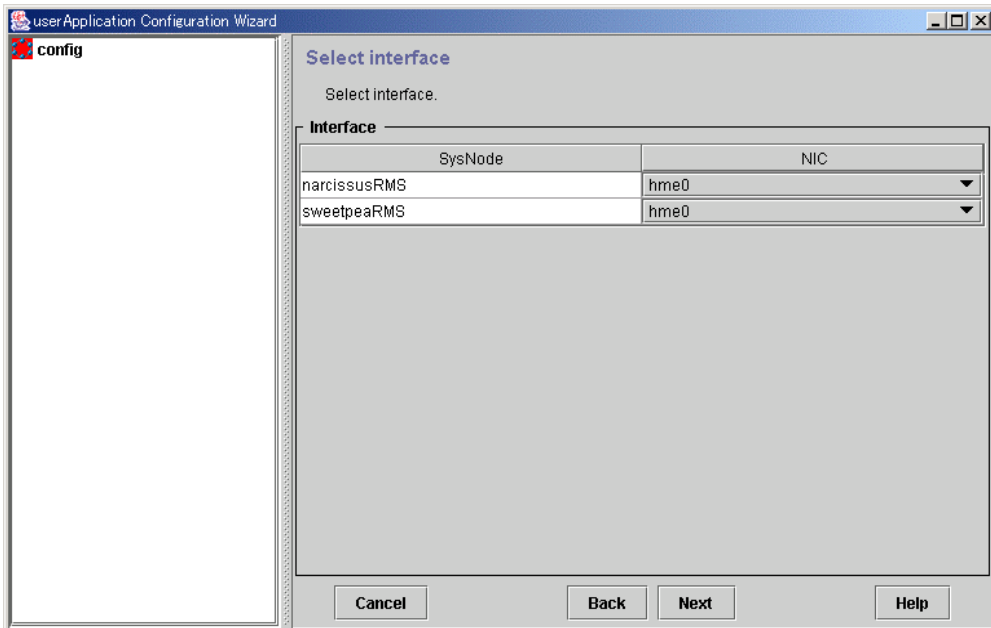 userApplication Configuration Wizard
config
Select interface
Select interface.
Interface
SysNode NIC
narcissusRMS hme0
sweetpeaRMS hme0
Cancel Back Next Help